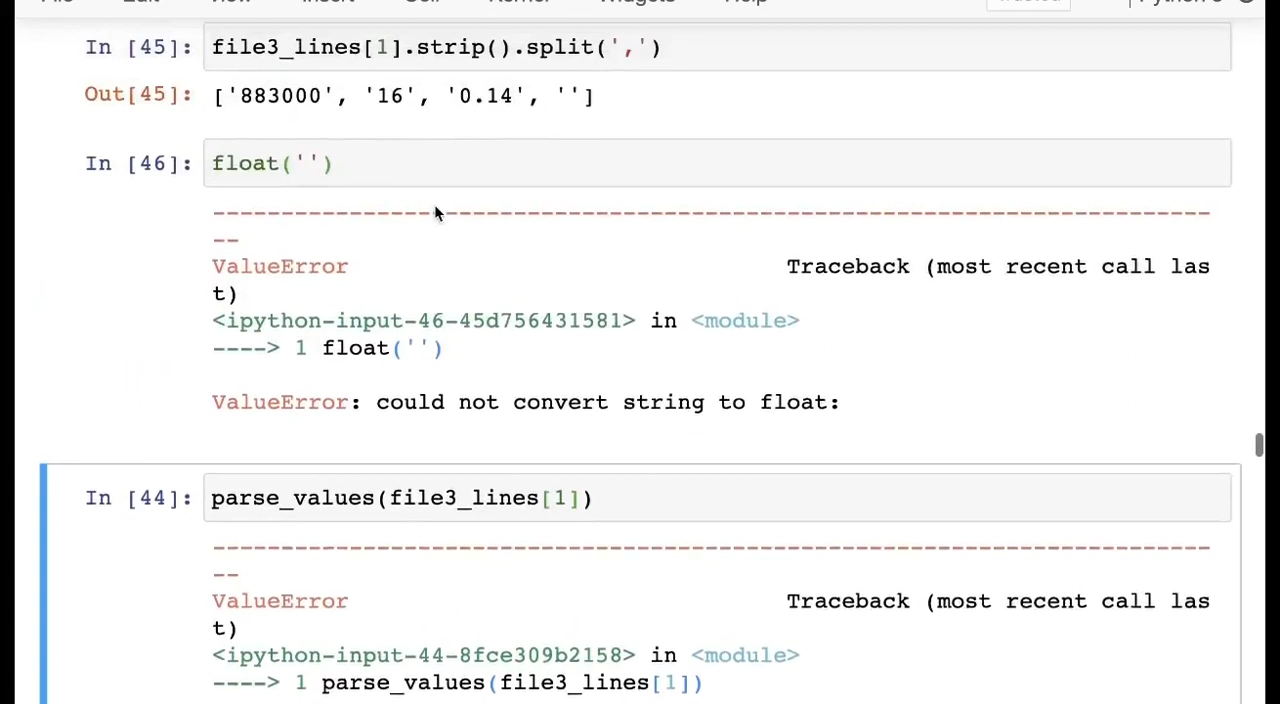 In [45]: file3_lines[1].strip().split(',')
Out[45]: ['883000', '16', '0.14', '']
In [46]: float('')
---------------------------------------------------------------------------
--
ValueError Traceback (most recent call las
t)
<ipython-input-46-45d756431581> in <module>
----> 1 float('')
ValueError: could not convert string to float:
In [44]: parse_values(file3_lines[1])
---------------------------------------------------------------------------
--
ValueError Traceback (most recent call las
t)
<ipython-input-44-8fce309b2158> in <module>
----> 1 parse_values(file3_lines[1])